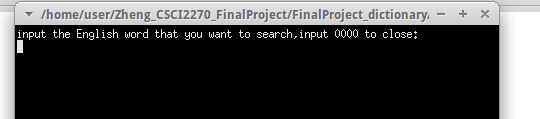 /home/user/Zheng_CSCI2270_FinalProject/FinalProject_dictionary
input the English word that you want to search,input 0000 to close: